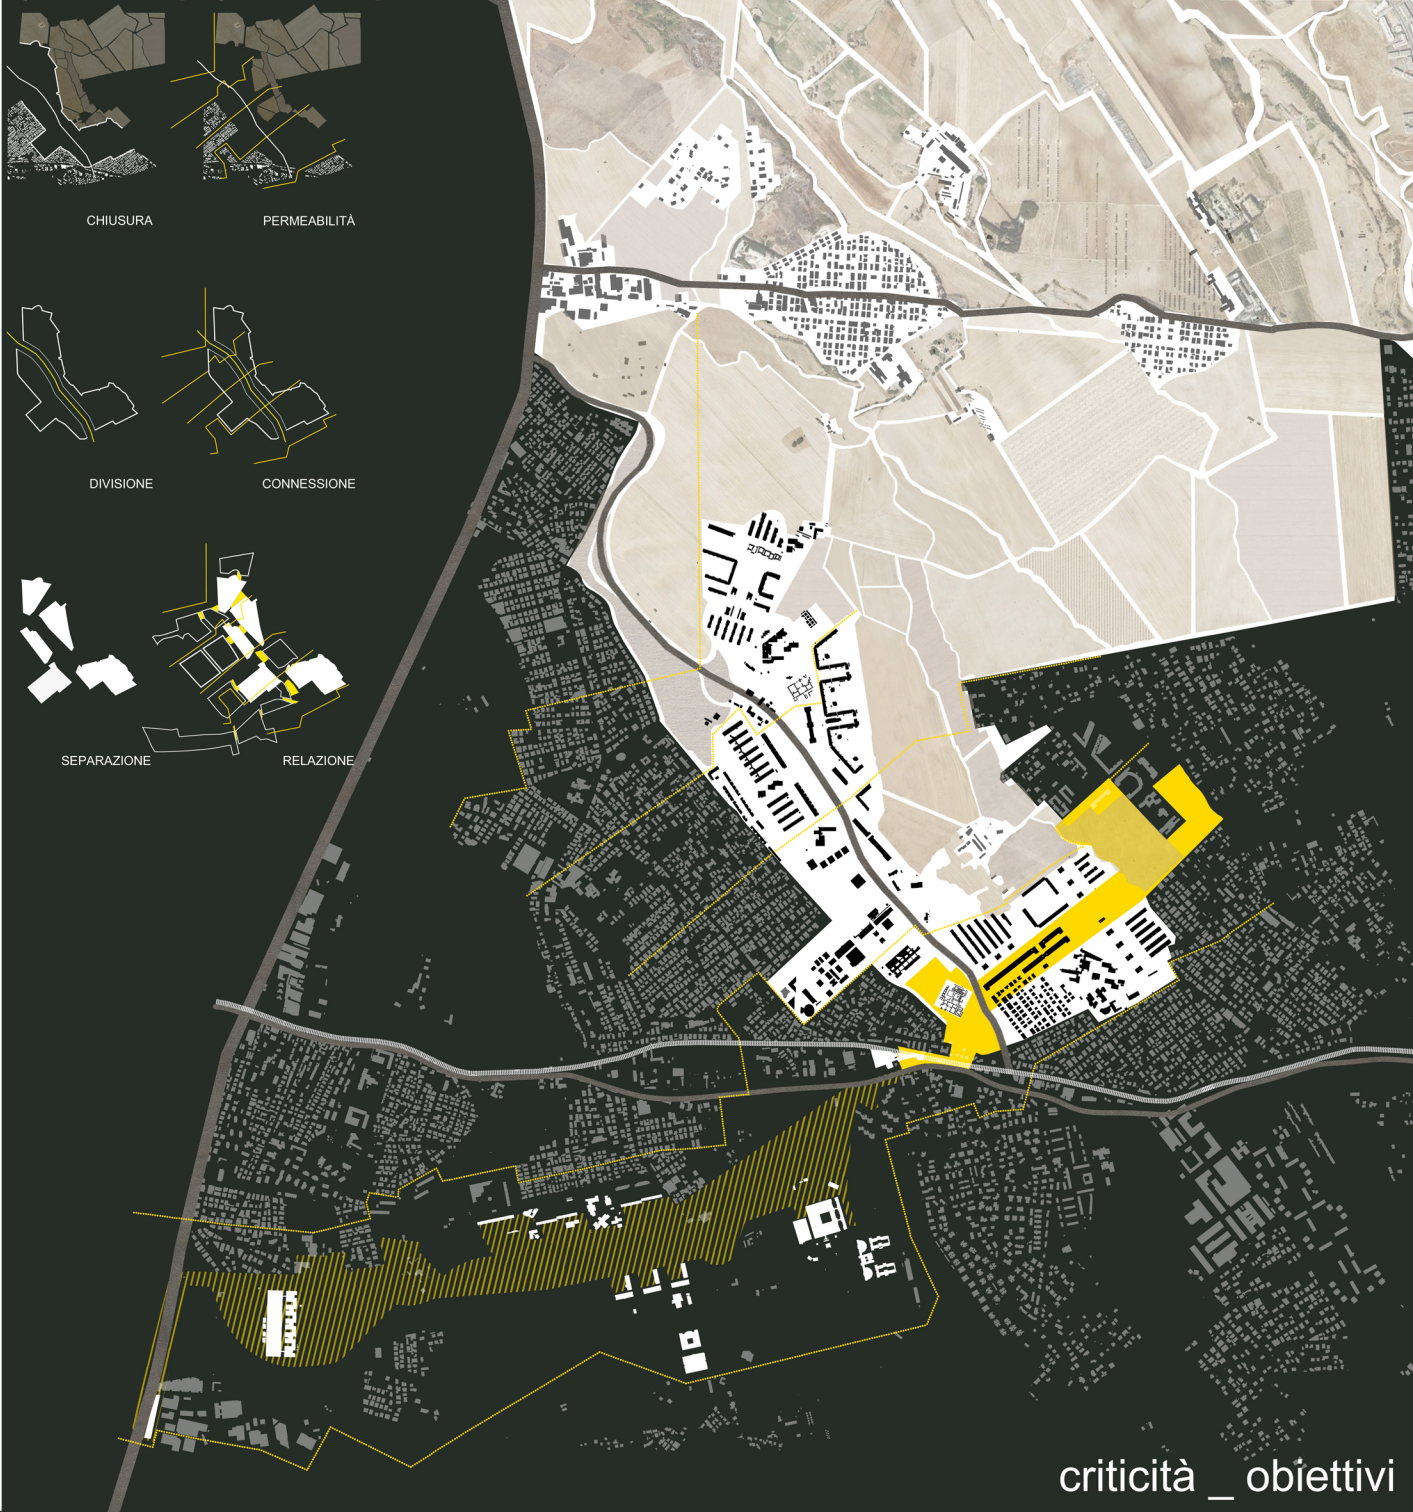 CHIUSURA
PERMEABILITÀ
DIVISIONE
CONNESSIONE
SEPARAZIONE
RELAZIONE
criticità _ obiettivi